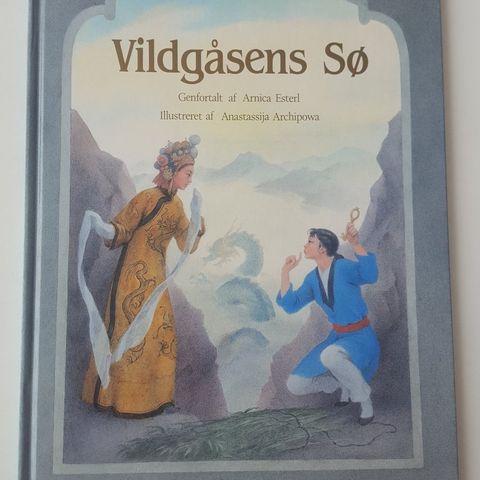 Vildgåsens Sø
Genfortalt af Arnica Esterl
Illustreret af Anastassija Archipowa